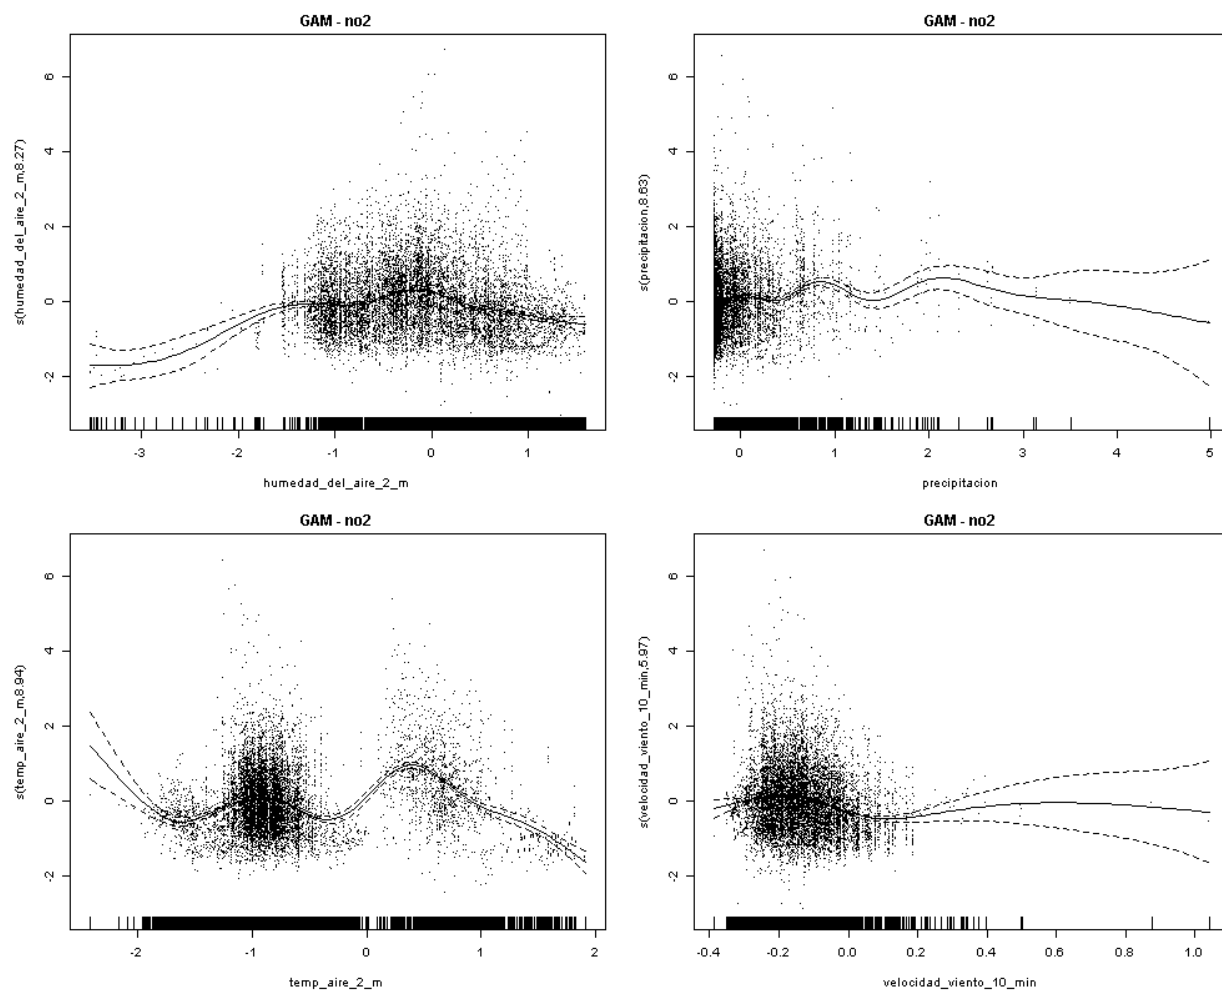 GAM - no2
s(humedad_del_aire_2_m,8.27)
6
4
2
0
-2
-3 -2 -1 0 1
humedad_del_aire_2_m
GAM - no2
s(precipitacion,8.63)
6
4
2
0
-2
0 1 2 3 4 5
precipitacion
GAM - no2
s(temp_aire_2_m,8.94)
6
4
2
0
-2
-2 -1 0 1 2
temp_aire_2_m
GAM - no2
s(velocidad_viento_10_min,5.97)
6
4
2
0
-2
-0.4 -0.2 0.0 0.2 0.4 0.6 0.8 1.0
velocidad_viento_10_min